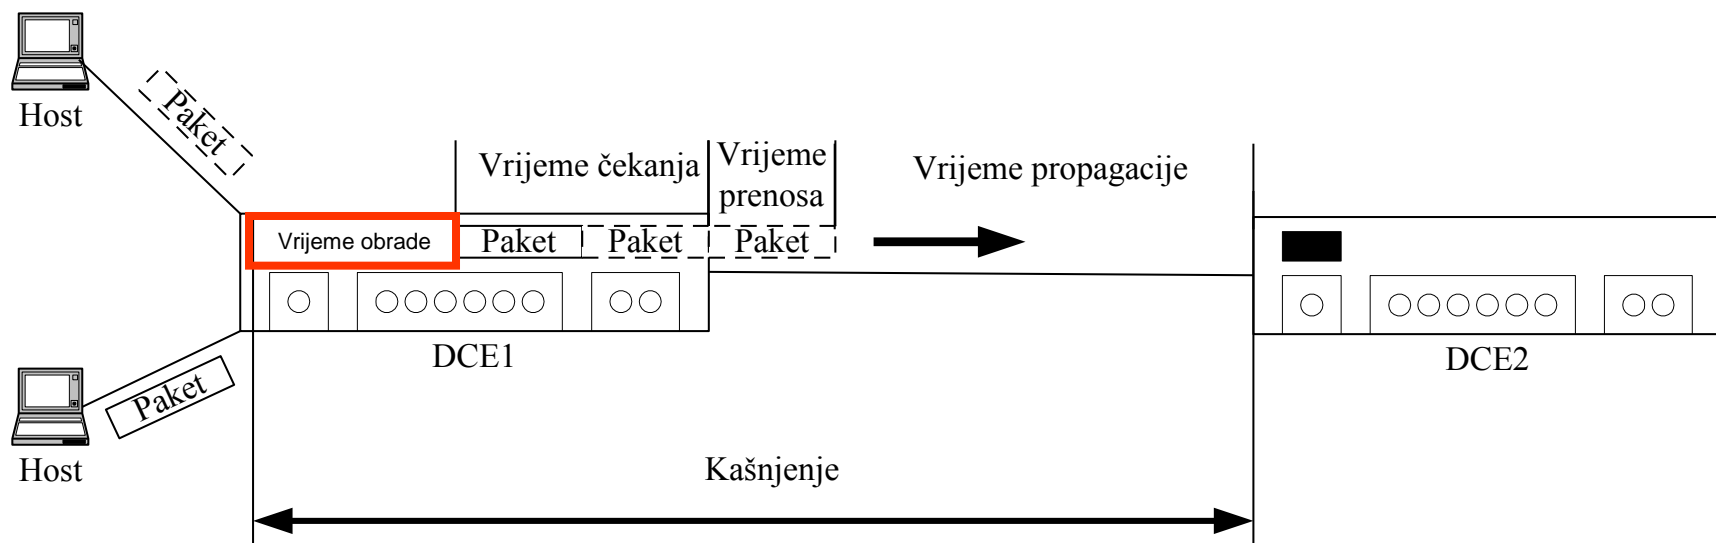 Host
Paket
Vrijeme čekanja
Vrijeme
prenosa
Vrijeme propagacije
Vrijeme obrade
Paket
Paket
Paket
DCE1
DCE2
Paket
Host
Kašnjenje